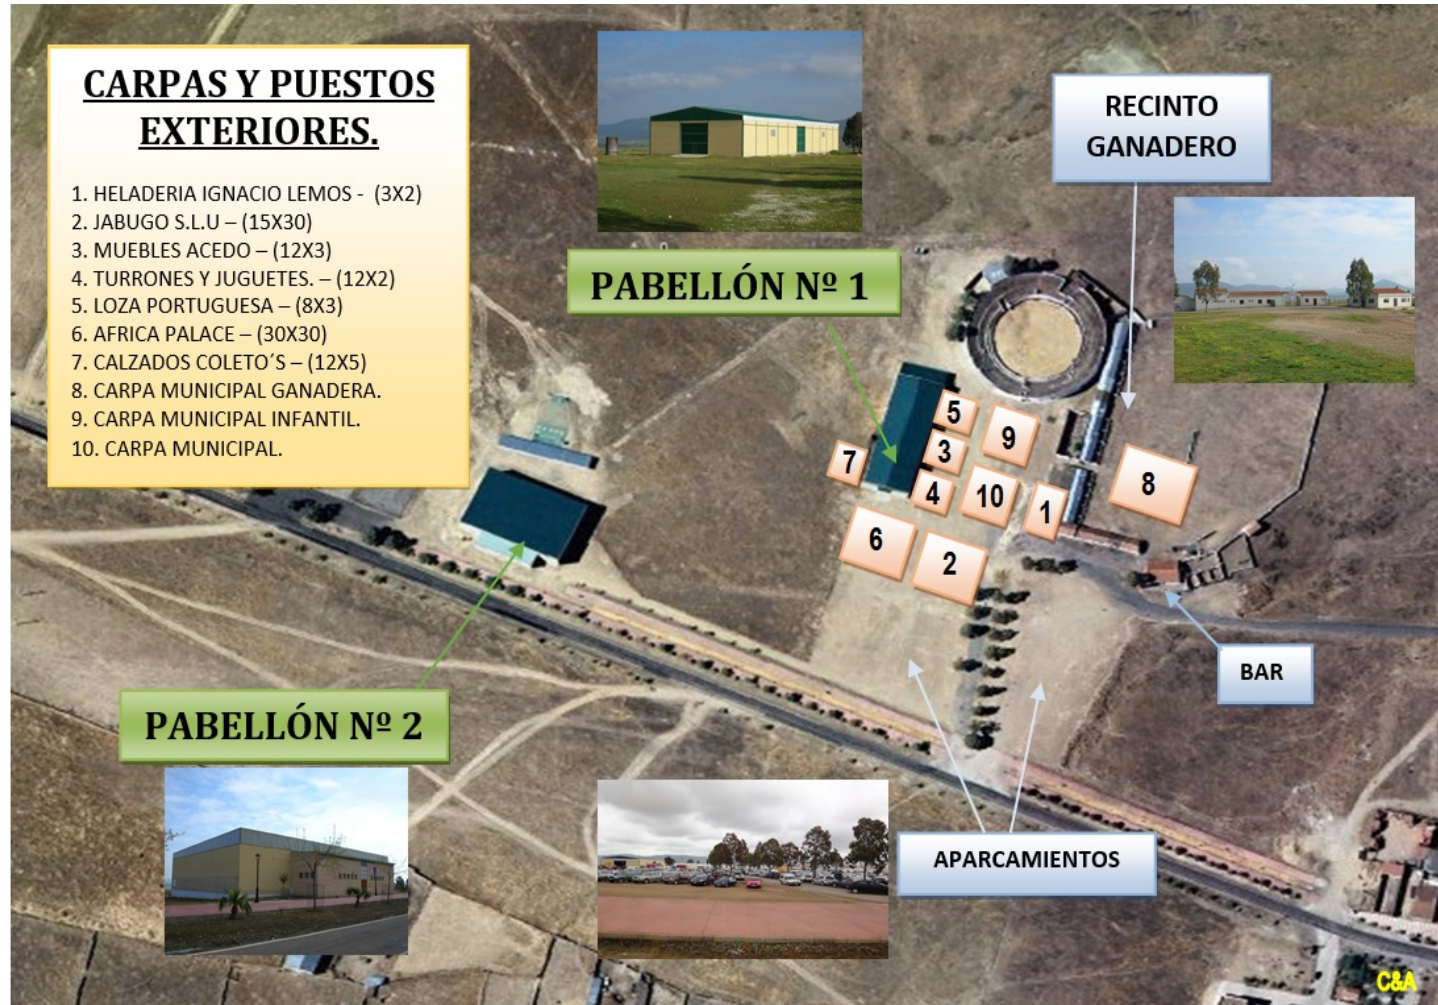 CARPAS Y PUESTOS
EXTERIORES.
1. HELADERIA IGNACIO LEMOS - (3X2)
2. JABUGO S.L.U – (15X30)
3. MUEBLES ACEDO – (12X3)
4. TURRONES Y JUGUETES. – (12X2)
5. LOZA PORTUGUESA – (8X3)
6. AFRICA PALACE – (30X30)
7. CALZADOS COLETO´S – (12X5)
8. CARPA MUNICIPAL GANADERA.
9. CARPA MUNICIPAL INFANTIL.
10. CARPA MUNICIPAL.
RECINTO
GANADERO
PABELLÓN Nº 1
5
9
3
7
8
4
10
1
6
2
BAR
PABELLÓN Nº 2
APARCAMIENTOS
C&A